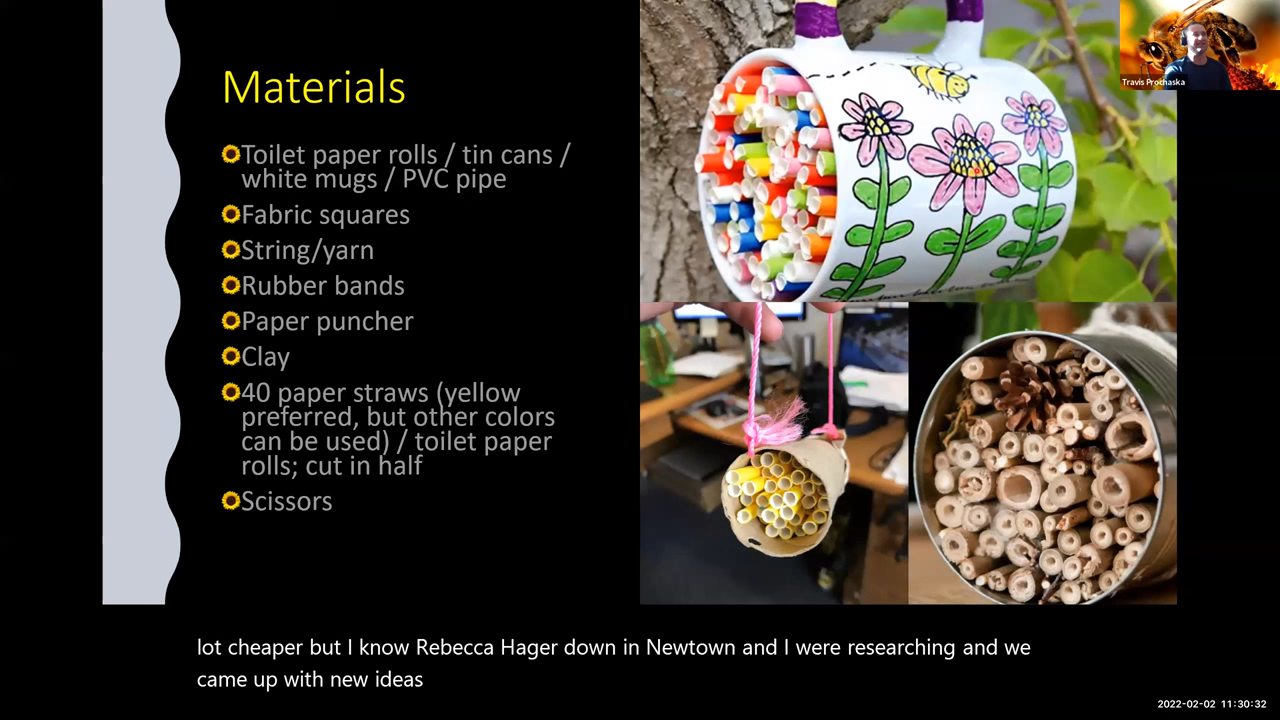 Materials
Toilet paper rolls / tin cans /
white mugs / PVC pipe
Fabric squares
String/yarn
Rubber bands
Paper puncher
Clay
40 paper straws (yellow
preferred, but other colors
can be used) / toilet paper
rolls; cut in half
Scissors
Travis Prochaska
lot cheaper but I know Rebecca Hager down in Newtown and I were researching and we
came up with new ideas
2022-02-02 11:30:32